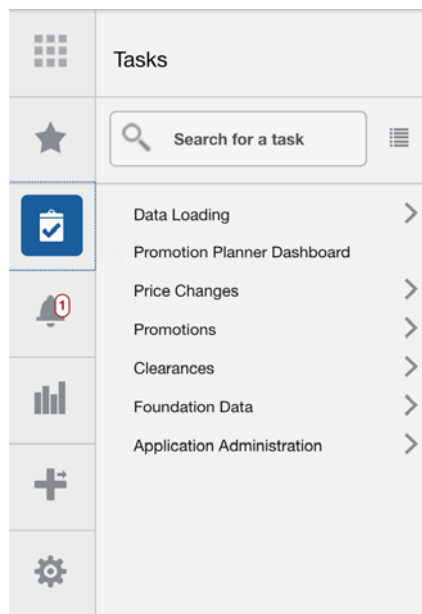 Tasks
Search for a task
Data Loading
Promotion Planner Dashboard
Price Changes
1
Promotions
Clearances
Foundation Data
Application Administration